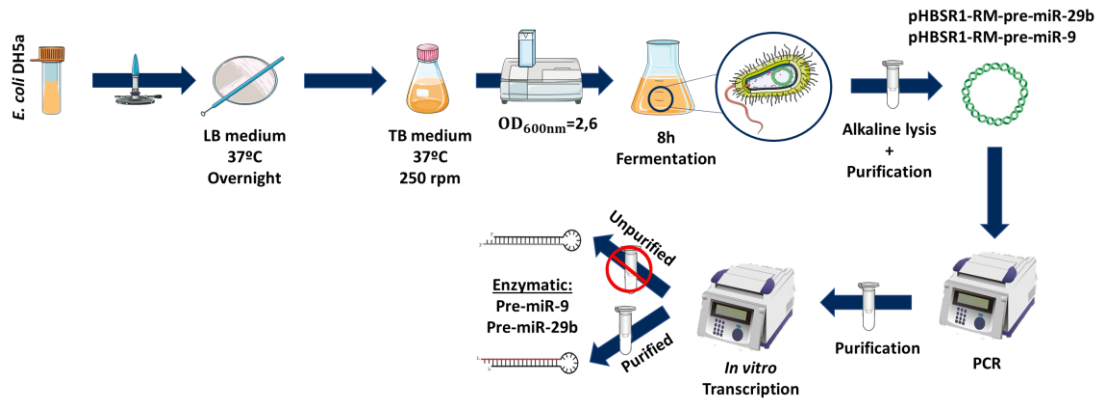 E. coli DH5a
LB medium
37ºC
Overnight
TB medium
37ºC
250 rpm
OD600nm=2,6
8h
Fermentation
Alkaline lysis
+
Purification
pHBSR1-RM-pre-miR-29b
pHBSR1-RM-pre-miR-9
PCR
Purification
In vitro
Transcription
Unpurified
Purified
Enzymatic:
Pre-miR-9
Pre-miR-29b